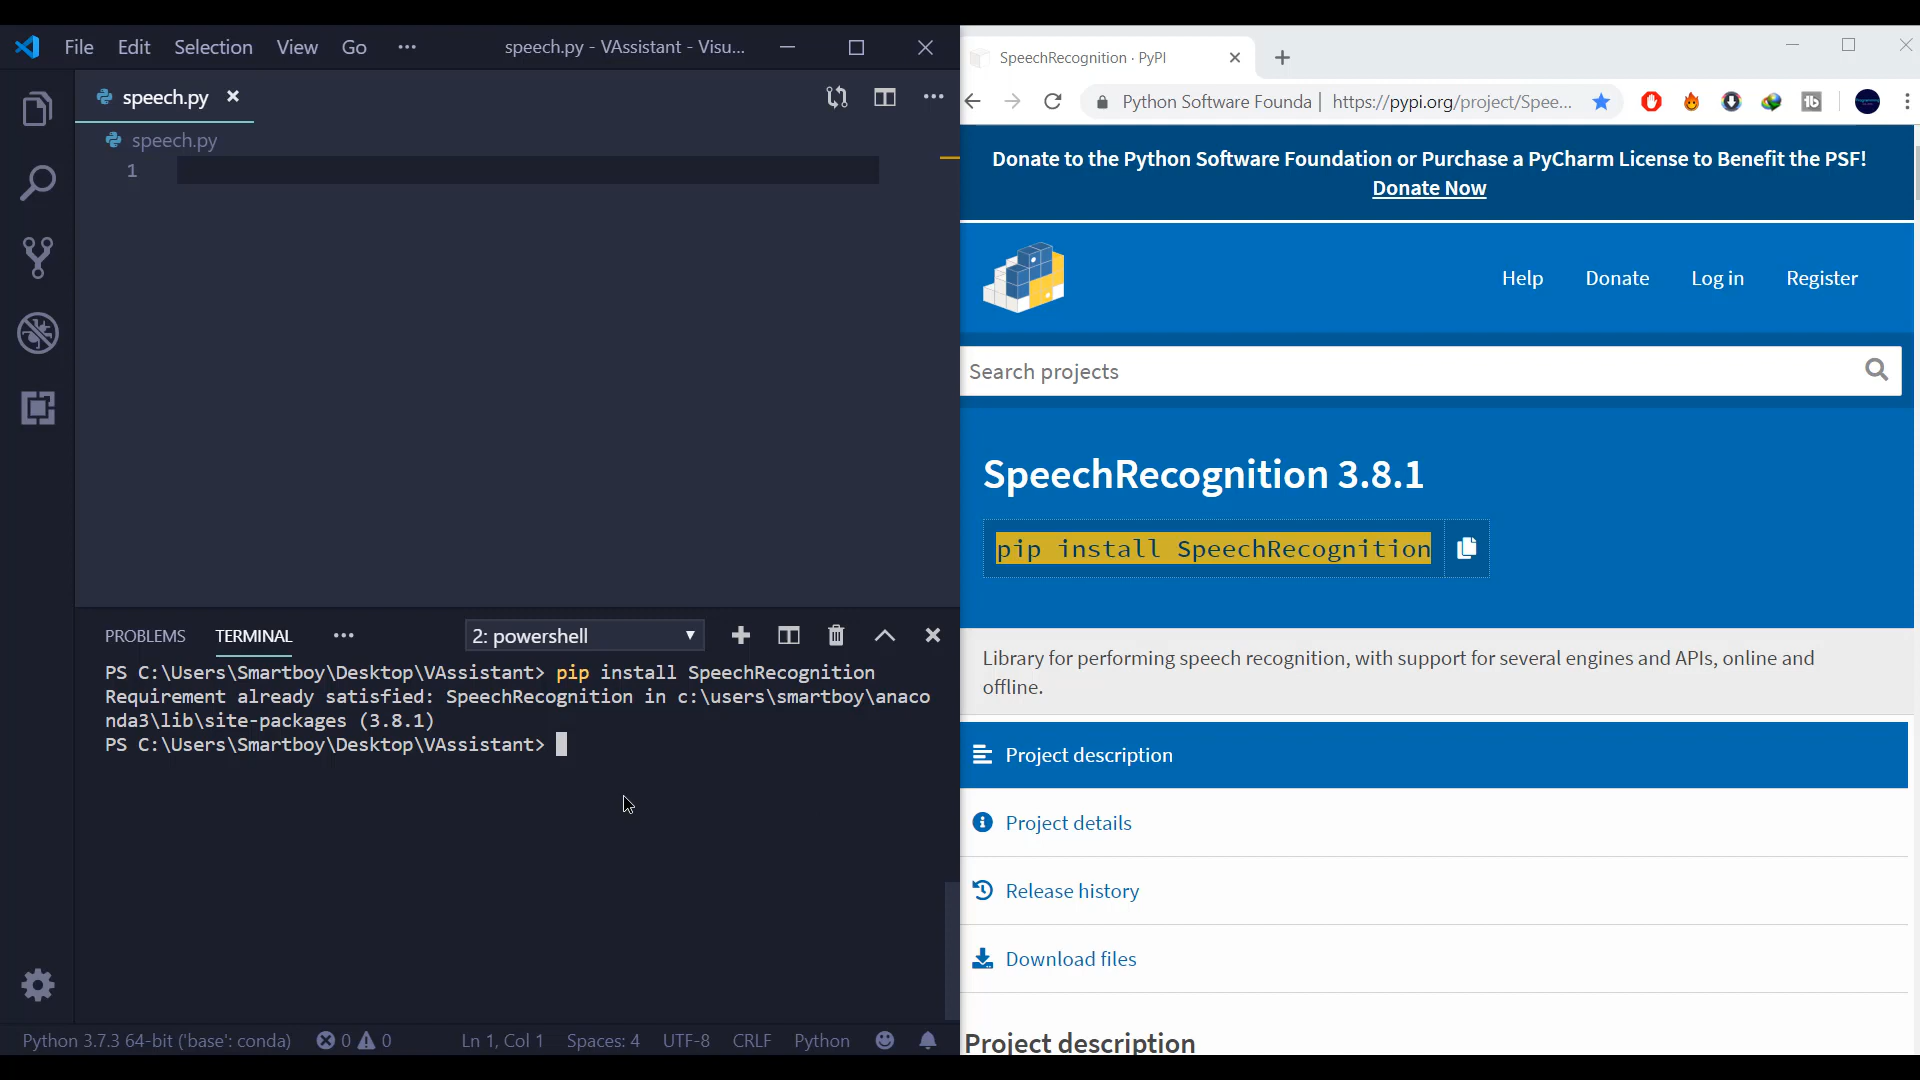 File Edit Selection View Go ···
speech.py - VAssistant - Visu...
speech.py
speech.py
1
PROBLEMS TERMINAL ···
2: powershell
PS C:\Users\Smartboy\Desktop\VAssistant> pip install SpeechRecognition
Requirement already satisfied: SpeechRecognition in c:\users\smartboy\anaco
nda3\lib\site-packages (3.8.1)
PS C:\Users\Smartboy\Desktop\VAssistant>
Python 3.7.3 64-bit ('base': conda) 0 0 Ln 1, Col 1 Spaces: 4 UTF-8 CRLF Python
SpeechRecognition · PyPI
Python Software Founda | https://pypi.org/project/Spee...
Donate to the Python Software Foundation or Purchase a PyCharm License to Benefit the PSF!
Donate Now
Help Donate Log in Register
Search projects
SpeechRecognition 3.8.1
pip install SpeechRecognition
Library for performing speech recognition, with support for several engines and APIs, online and
offline.
Project description
Project details
Release history
Download files
Project description